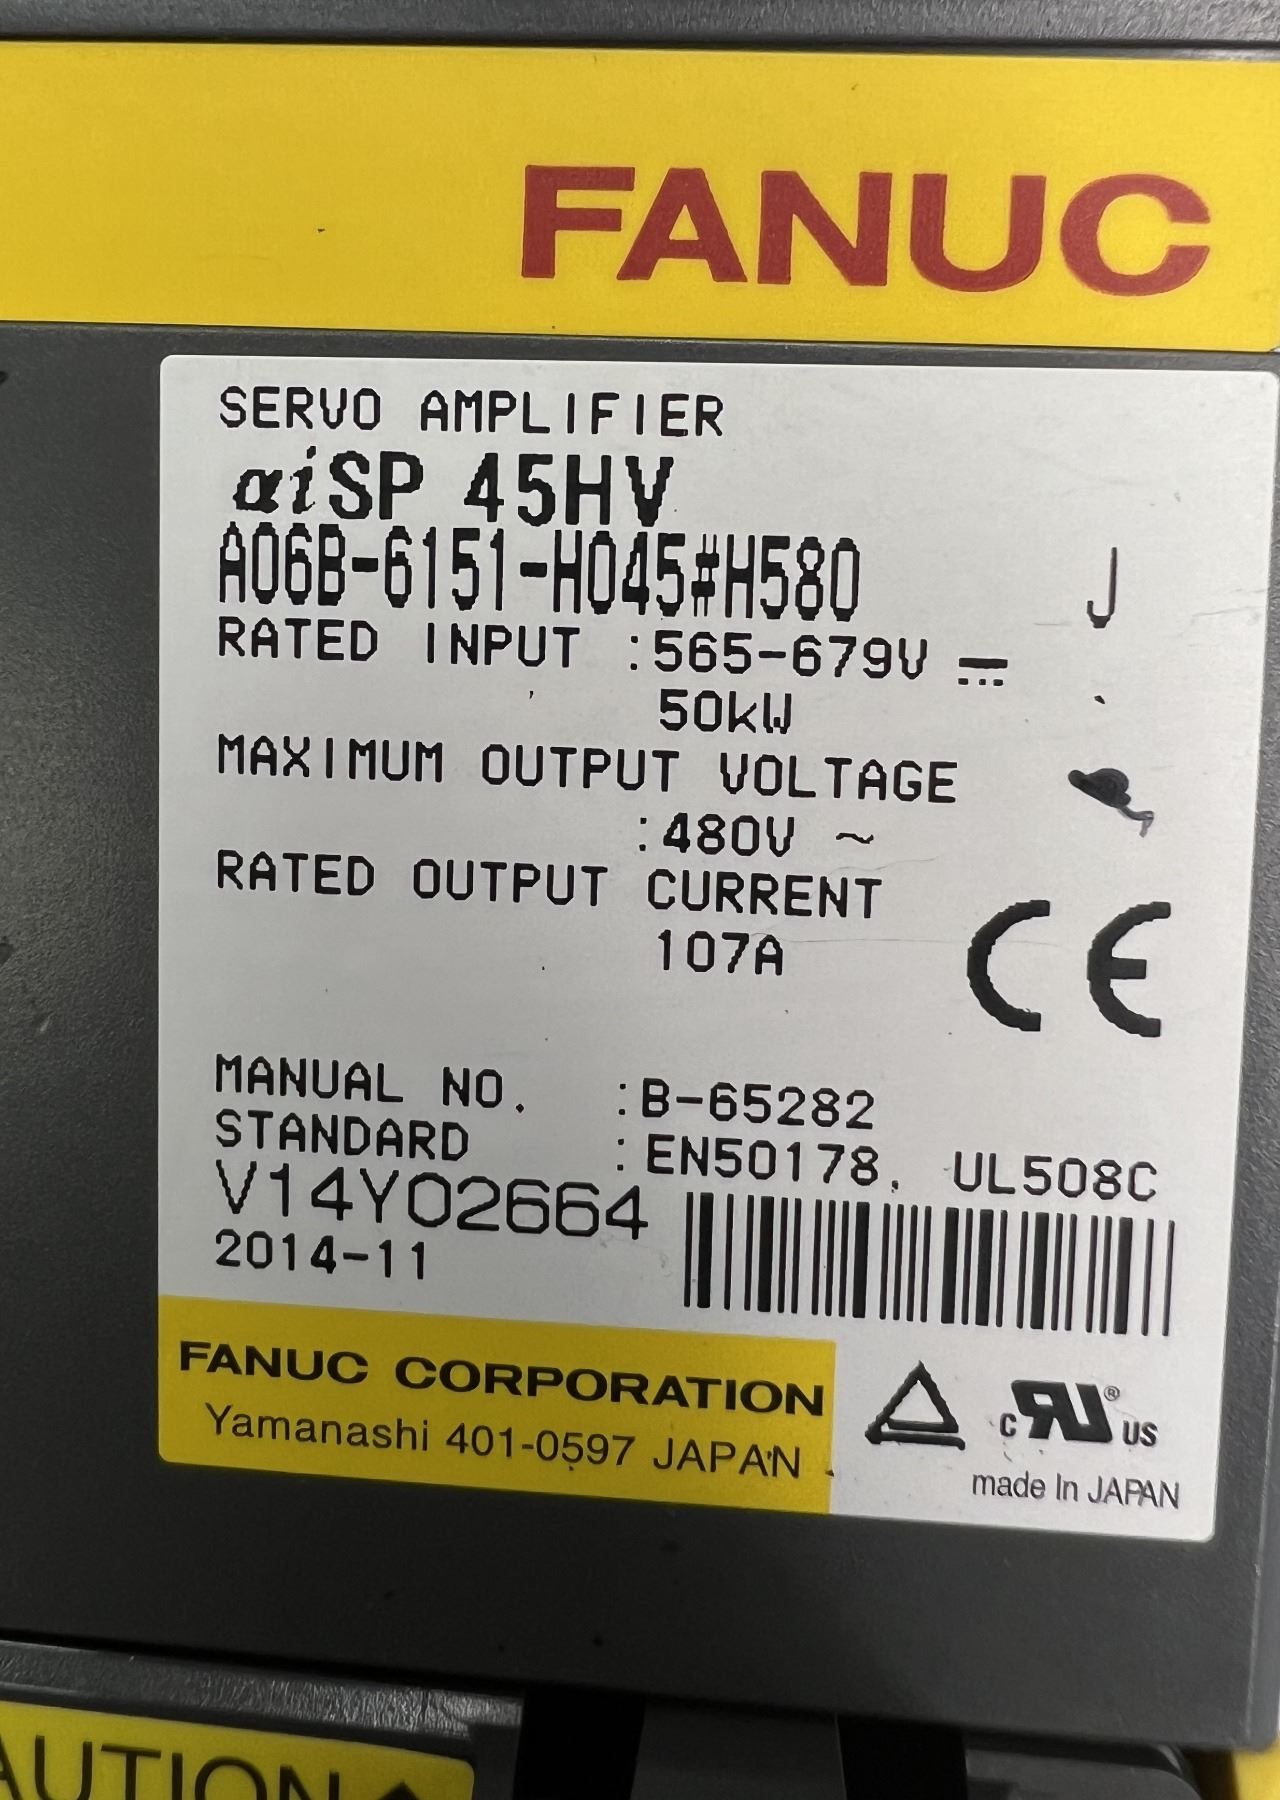 FANUC
SERVO AMPLIFIER
αiSP 45HV
A06B-6151-H045#H580 J
RATED INPUT :565-679V ⎓
50kW
MAXIMUM OUTPUT VOLTAGE
:480V ~
RATED OUTPUT CURRENT
107A
CE
MANUAL NO. :B-65282
STANDARD :EN50178, UL508C
V14Y02664
2014-11
FANUC CORPORATION
Yamanashi 401-0597 JAPAN
c RU ® US
made In JAPAN
AUTION